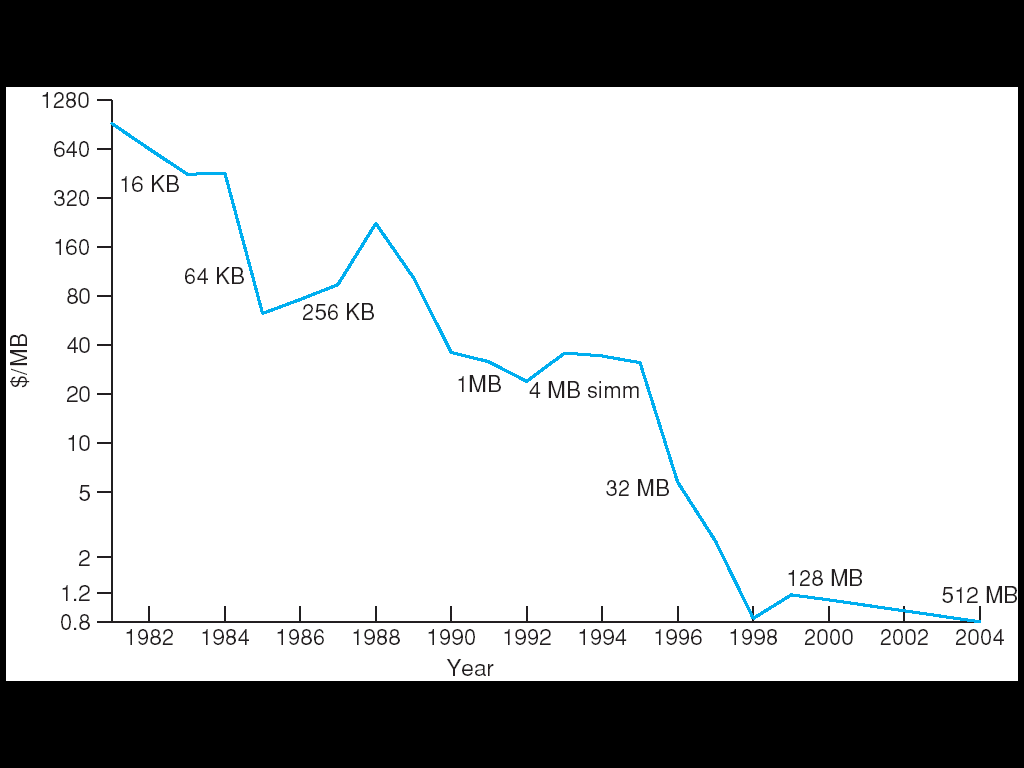 1280
640
320
160
80
40
20
10
5
2
1.2
0.8
$/MB
16 KB
64 KB
256 KB
1MB
4 MB simm
32 MB
128 MB
512 MB
1982 1984 1986 1988 1990 1992 1994 1996 1998 2000 2002 2004
Year